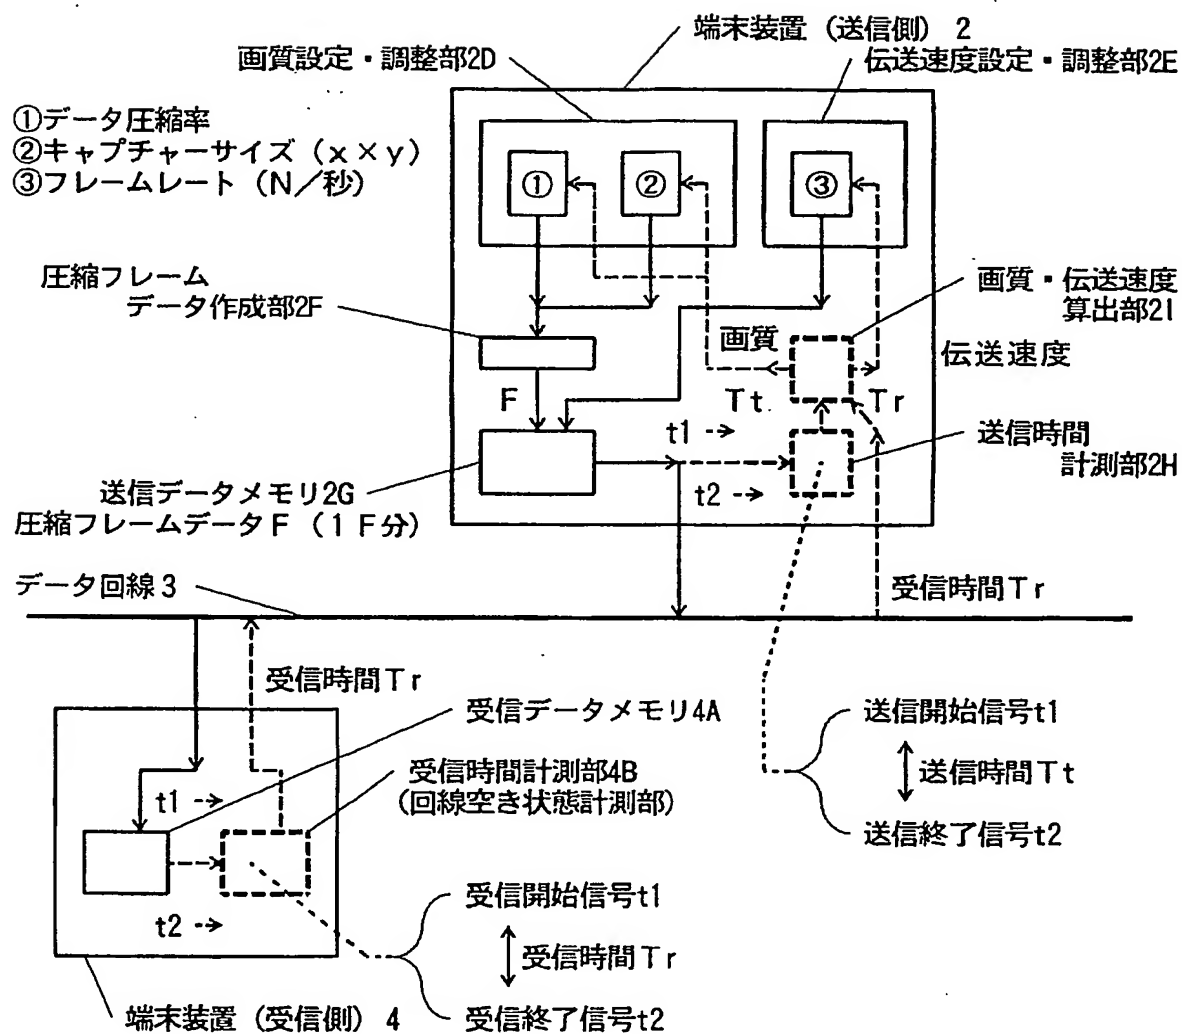 端末装置（送信側）2
画質設定・調整部2D
伝送速度設定・調整部2E
①データ圧縮率
②キャプチャーサイズ（x×y）
③フレームレート（N／秒）
①
②
③
圧縮フレーム
データ作成部2F
画質・伝送速度
算出部2I
画質
伝送速度
F
Tt
Tr
t1
送信時間
計測部2H
t2
送信データメモリ2G
圧縮フレームデータF（1F分）
データ回線3
受信時間Tr
受信時間Tr
受信データメモリ4A
送信開始信号t1
受信時間計測部4B
（回線空き状態計測部）
送信時間Tt
t1
送信終了信号t2
t2
受信開始信号t1
受信時間Tr
端末装置（受信側）4
受信終了信号t2